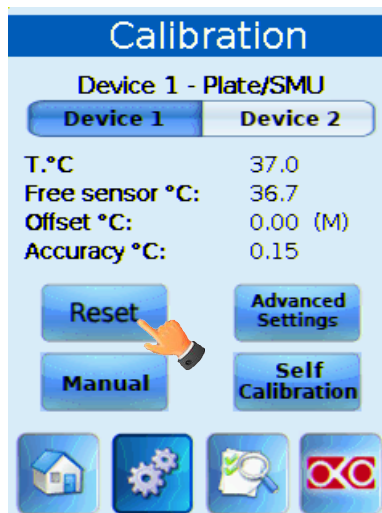 Calibration
Device 1 - Plate/SMU
Device 1 Device 2
T.°C 37.0
Free sensor °C: 36.7
Offset °C: 0.00 (M)
Accuracy °C: 0.15
Reset
Advanced
Settings
Manual
Self
Calibration